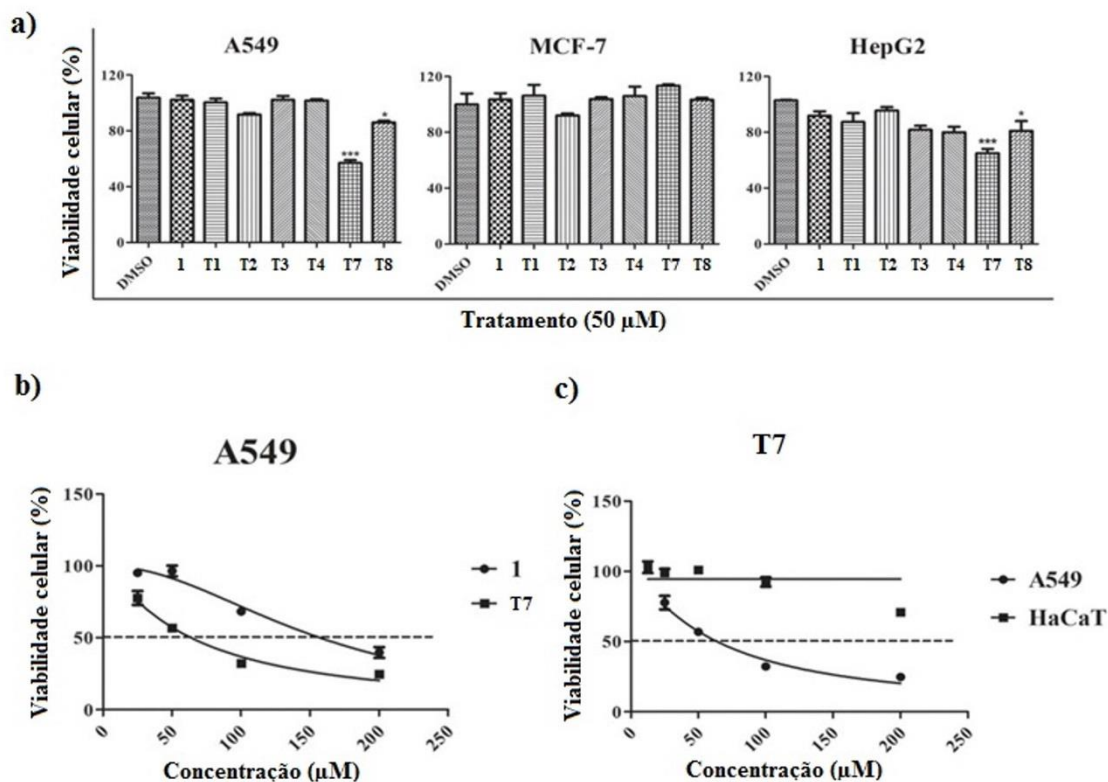 a)
A549
MCF-7
HepG2
Viabilidade celular (%)
120
80
40
0
DMSO 1 T1 T2 T3 T4 T7 T8
***
*
120
80
40
0
DMSO 1 T1 T2 T3 T4 T7 T8
120
80
40
0
DMSO 1 T1 T2 T3 T4 T7 T8
***
*
Tratamento (50 µM)
b)
A549
Viabilidade celular (%)
150
100
50
0
0 50 100 150 200 250
Concentração (µM)
1
T7
c)
T7
Viabilidade celular (%)
150
100
50
0
0 50 100 150 200 250
Concentração (µM)
A549
HaCaT